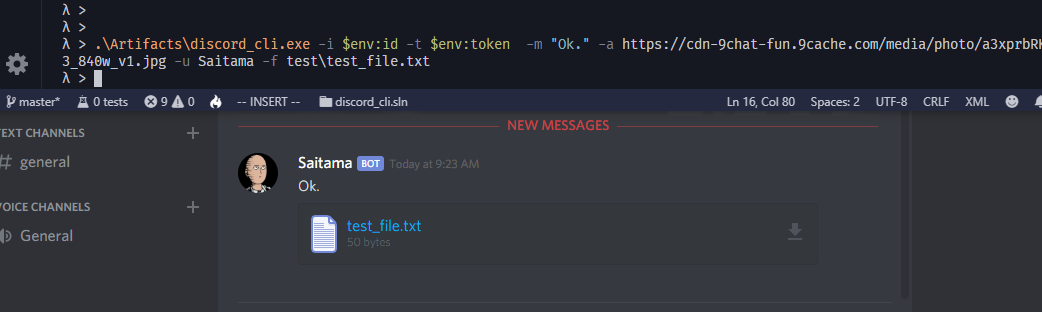 λ >
λ >
λ > .\Artifacts\discord_cli.exe -i $env:id -t $env:token  -m "Ok." -a https://cdn-9chat-fun.9cache.com/media/photo/a3xprbRK
3_840w_v1.jpg -u Saitama -f test\test_file.txt
λ >
master* 0 tests 9 0 -- INSERT -- discord_cli.sln Ln 16, Col 80 Spaces: 2 UTF-8 CRLF XML
TEXT CHANNELS +
NEW MESSAGES
# general
Saitama BOT Today at 9:23 AM
Ok.
VOICE CHANNELS +
test_file.txt
General
50 bytes